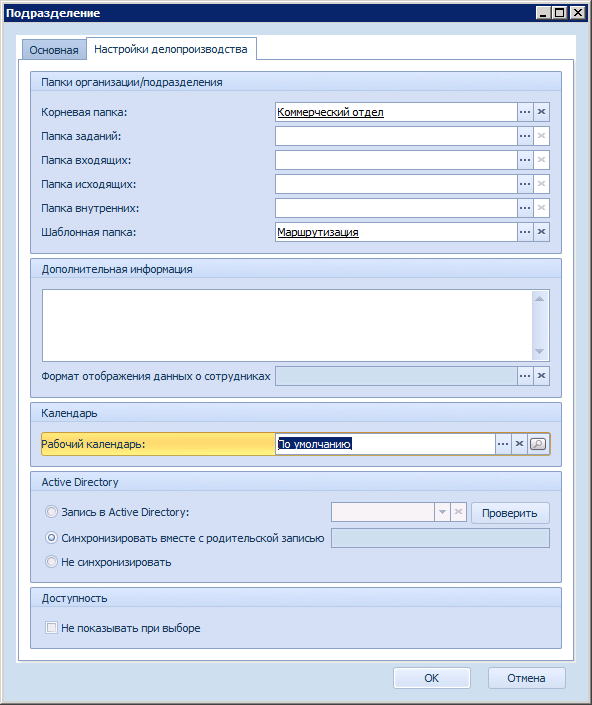 Подразделение
Основная
Настройки делопроизводства
Папки организации/подразделения
Корневая папка: Коммерческий отдел
Папка заданий:
Папка входящих:
Папка исходящих:
Папка внутренних:
Шаблонная папка: Маршрутизация
Дополнительная информация
Формат отображения данных о сотрудниках
Календарь
Рабочий календарь: По умолчанию
Active Directory
Запись в Active Directory: Проверить
Синхронизировать вместе с родительской записью
Не синхронизировать
Доступность
Не показывать при выборе
OK Отмена